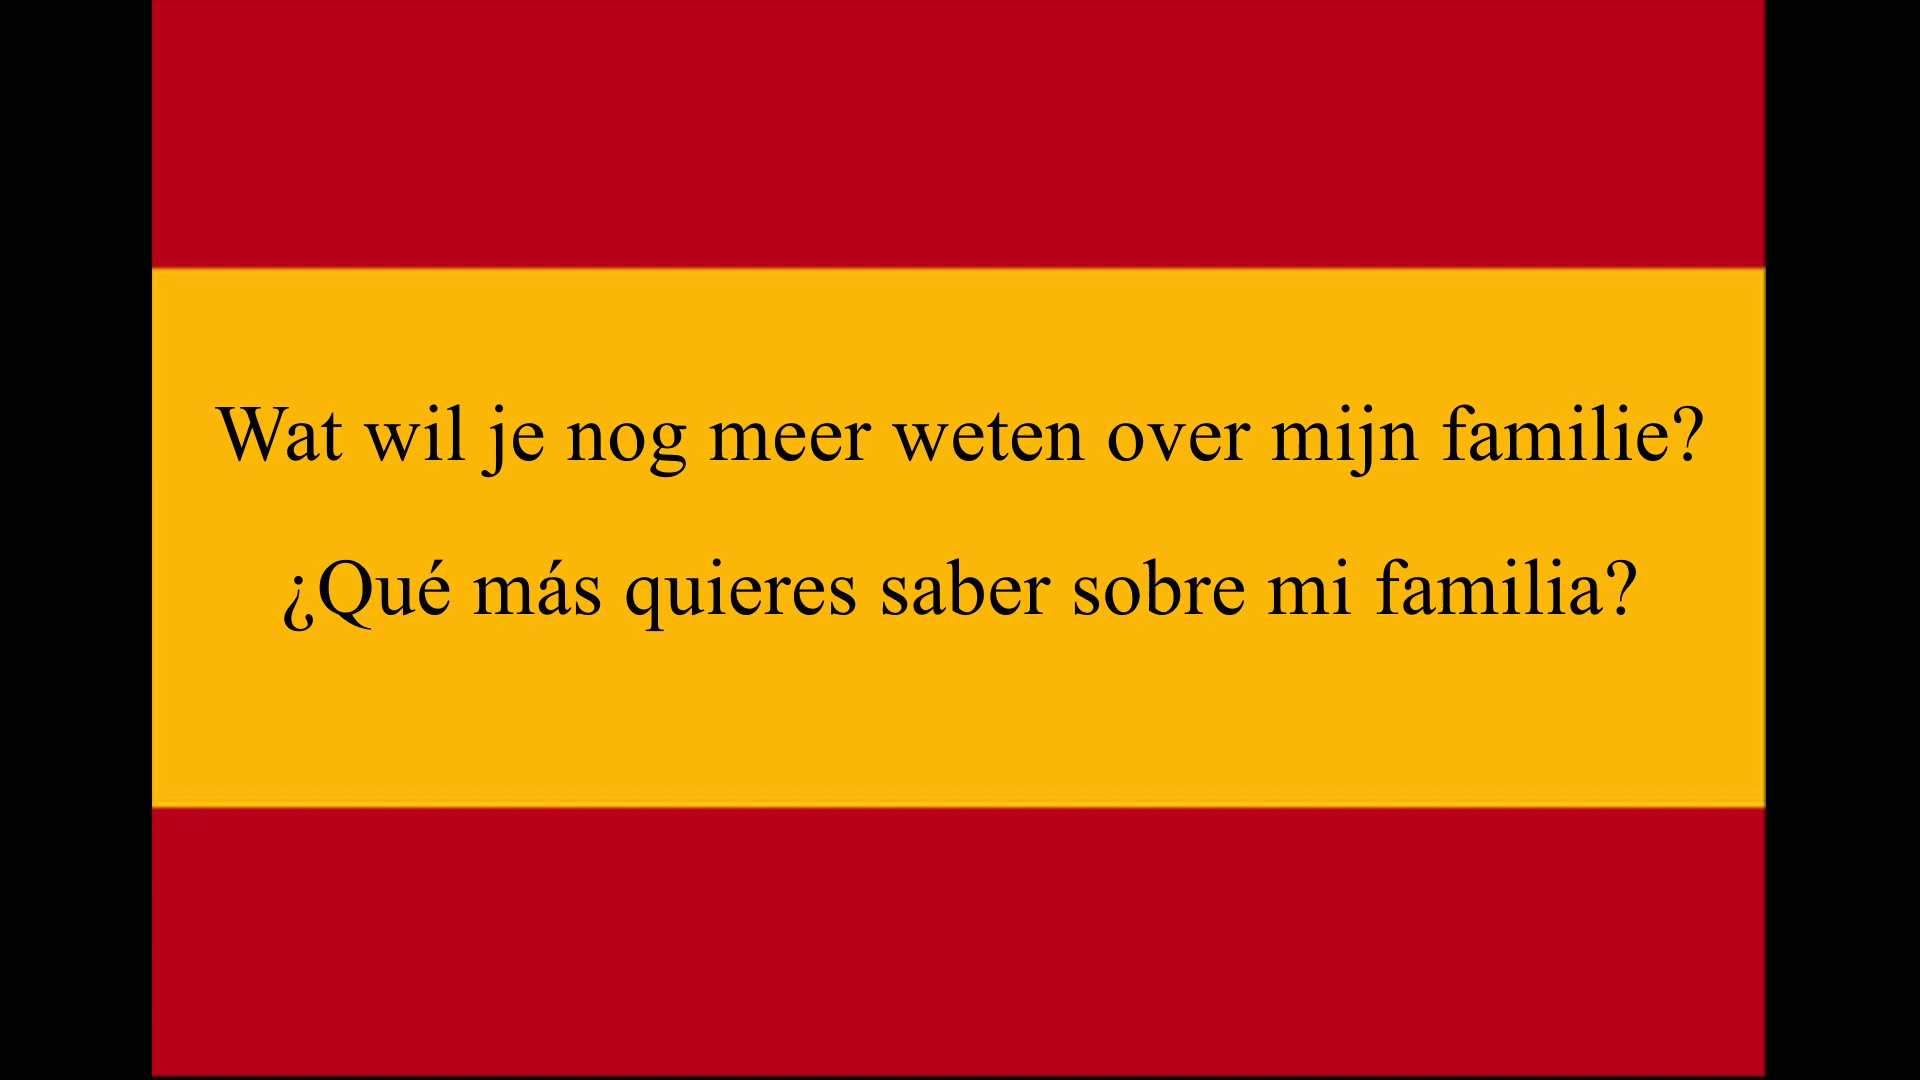 Wat wil je nog meer weten over mijn familie?
¿Qué más quieres saber sobre mi familia?